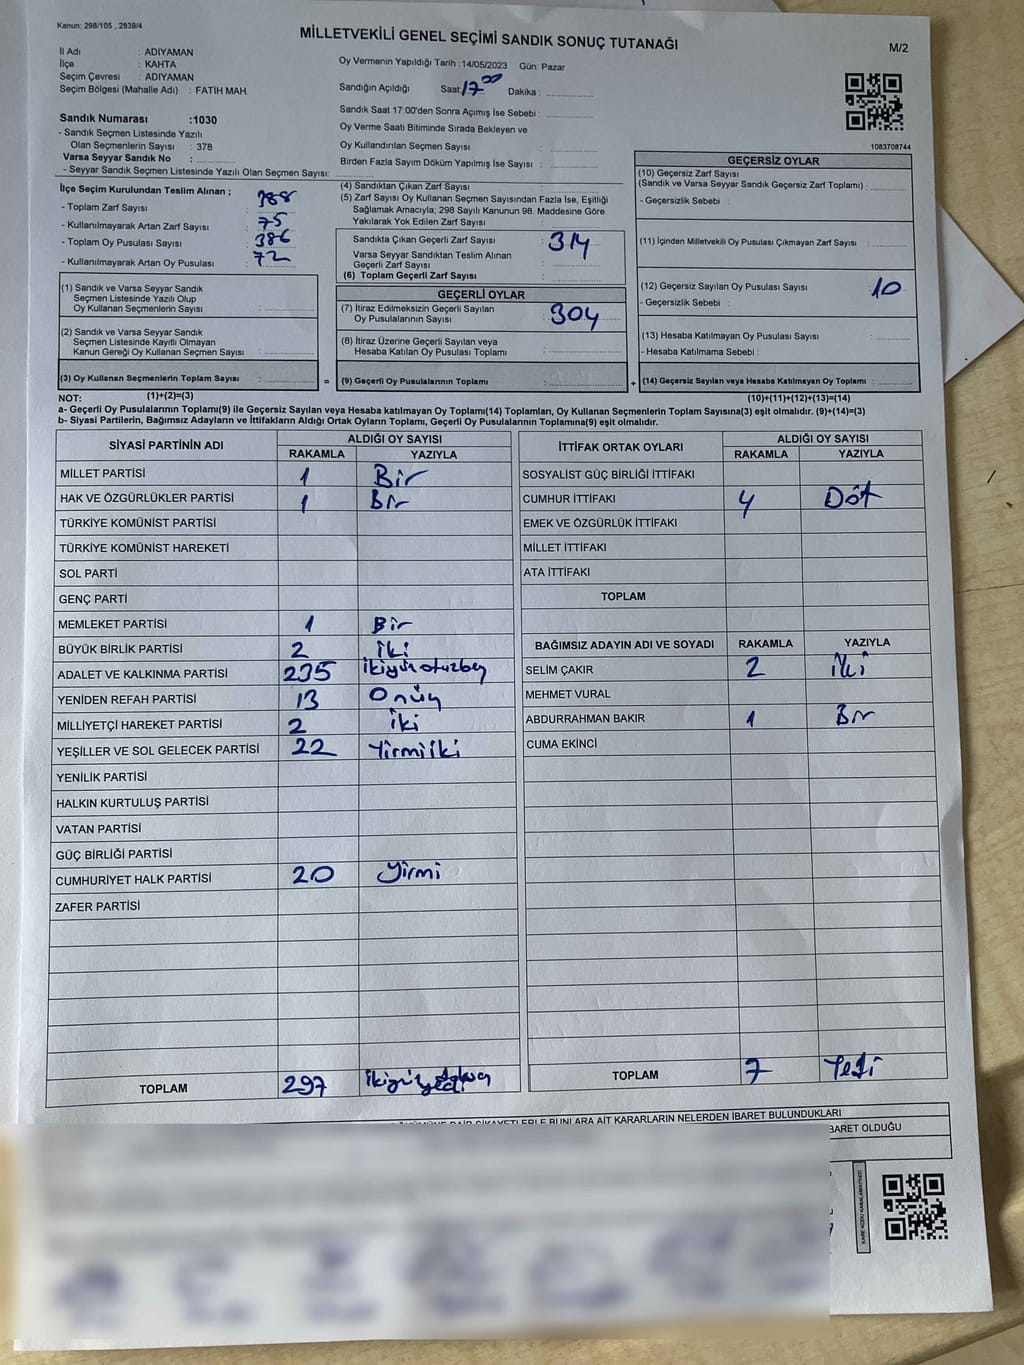 Kanun: 298/105 , 2839/4
MİLLETVEKİLİ GENEL SEÇİMİ SANDIK SONUÇ TUTANAĞI
M/2
İl Adı : ADIYAMAN
İlçe : KAHTA
Seçim Çevresi : ADIYAMAN
Seçim Bölgesi (Mahalle Adı) : FATİH MAH.
Oy Vermenin Yapıldığı Tarih : 14/05/2023 Gün: Pazar
Sandığın Açıldığı Saat 17:00 Dakika :
Sandık Saat 17:00'den Sonra Açımış İse Sebebi :
Oy Verme Saati Bitiminde Sırada Bekleyen ve
Oy Kullandırılan Seçmen Sayısı :
Birden Fazla Sayım Döküm Yapılmış İse Sayısı :
Sandık Numarası :1030
- Sandık Seçmen Listesinde Yazılı
Olan Seçmenlerin Sayısı : 378
Varsa Seyyar Sandık No :
- Seyyar Sandık Seçmen Listesinde Yazılı Olan Seçmen Sayısı:
1083708744
İlçe Seçim Kurulundan Teslim Alınan ;
- Toplam Zarf Sayısı : 388
- Kullanılmayarak Artan Zarf Sayısı : 75
- Toplam Oy Pusulası Sayısı : 386
- Kullanılmayarak Artan Oy Pusulası : 72
(1) Sandık ve Varsa Seyyar Sandık
Seçmen Listesinde Yazılı Olup
Oy Kullanan Seçmenlerin Sayısı :
(2) Sandık ve Varsa Seyyar Sandık
Seçmen Listesinde Kayıtlı Olmayan
Kanun Gereği Oy Kullanan Seçmen Sayısı :
(3) Oy Kullanan Seçmenlerin Toplam Sayısı :
(1)+(2)=(3)
(4) Sandıktan Çıkan Zarf Sayısı :
(5) Zarf Sayısı Oy Kullanan Seçmen Sayısından Fazla İse, Eşitliği
Sağlamak Amacıyla; 298 Sayılı Kanunun 98. Maddesine Göre
Yakılarak Yok Edilen Zarf Sayısı :
Sandıkta Çıkan Geçerli Zarf Sayısı : 314
Varsa Seyyar Sandıktan Teslim Alınan
Geçerli Zarf Sayısı :
(6) Toplam Geçerli Zarf Sayısı :
GEÇERLİ OYLAR
(7) İtiraz Edilmeksizin Geçerli Sayılan
Oy Pusulalarının Sayısı : 304
(8) İtiraz Üzerine Geçerli Sayılan veya
Hesaba Katılan Oy Pusulası Toplamı :
= (9) Geçerli Oy Pusulalarının Toplamı :
GEÇERSİZ OYLAR
(10) Geçersiz Zarf Sayısı
(Sandık ve Varsa Seyyar Sandık Geçersiz Zarf Toplamı) :
- Geçersizlik Sebebi :
(11) İçinden Milletvekili Oy Pusulası Çıkmayan Zarf Sayısı :
(12) Geçersiz Sayılan Oy Pusulası Sayısı : 10
- Geçersizlik Sebebi :
(13) Hesaba Katılmayan Oy Pusulası Sayısı :
- Hesaba Katılmama Sebebi :
+ (14) Geçersiz Sayılan veya Hesaba Katılmayan Oy Toplamı :
(10)+(11)+(12)+(13)=(14)
NOT:
a- Geçerli Oy Pusulalarının Toplamı(9) ile Geçersiz Sayılan veya Hesaba katılmayan Oy Toplamı(14) Toplamları, Oy Kullanan Seçmenlerin Toplam Sayısına(3) eşit olmalıdır. (9)+(14)=(3)
b- Siyasi Partilerin, Bağımsız Adayların ve İttifakların Aldığı Ortak Oyların Toplamı, Geçerli Oy Pusulalarının Toplamına(9) eşit olmalıdır.
SİYASİ PARTİNİN ADI
ALDIĞI OY SAYISI
RAKAMLA YAZIYLA
MİLLET PARTİSİ 1 Bir
HAK VE ÖZGÜRLÜKLER PARTİSİ 1 Bir
TÜRKİYE KOMÜNİST PARTİSİ
TÜRKİYE KOMÜNİST HAREKETİ
SOL PARTİ
GENÇ PARTİ
MEMLEKET PARTİSİ 1 Bir
BÜYÜK BİRLİK PARTİSİ 2 iki
ADALET VE KALKINMA PARTİSİ 235 ikiyüzotuzbeş
YENİDEN REFAH PARTİSİ 13 Onüç
MİLLİYETÇİ HAREKET PARTİSİ 2 iki
YEŞİLLER VE SOL GELECEK PARTİSİ 22 Yirmiiki
YENİLİK PARTİSİ
HALKIN KURTULUŞ PARTİSİ
VATAN PARTİSİ
GÜÇ BİRLİĞİ PARTİSİ
CUMHURİYET HALK PARTİSİ 20 Yirmi
ZAFER PARTİSİ
TOPLAM 297
İTTİFAK ORTAK OYLARI
ALDIĞI OY SAYISI
RAKAMLA YAZIYLA
SOSYALİST GÜÇ BİRLİĞİ İTTİFAKI
CUMHUR İTTİFAKI 4 Döt
EMEK VE ÖZGÜRLÜK İTTİFAKI
MİLLET İTTİFAKI
ATA İTTİFAKI
TOPLAM
BAĞIMSIZ ADAYIN ADI VE SOYADI RAKAMLA YAZIYLA
SELİM ÇAKIR 2 iki
MEHMET VURAL
ABDURRAHMAN BAKIR 1 Bir
CUMA EKİNCİ
TOPLAM 7 Yedi
BUNLARA AİT KARARLARIN NELERDEN İBARET BULUNDUKLARI
BARET OLDUĞU